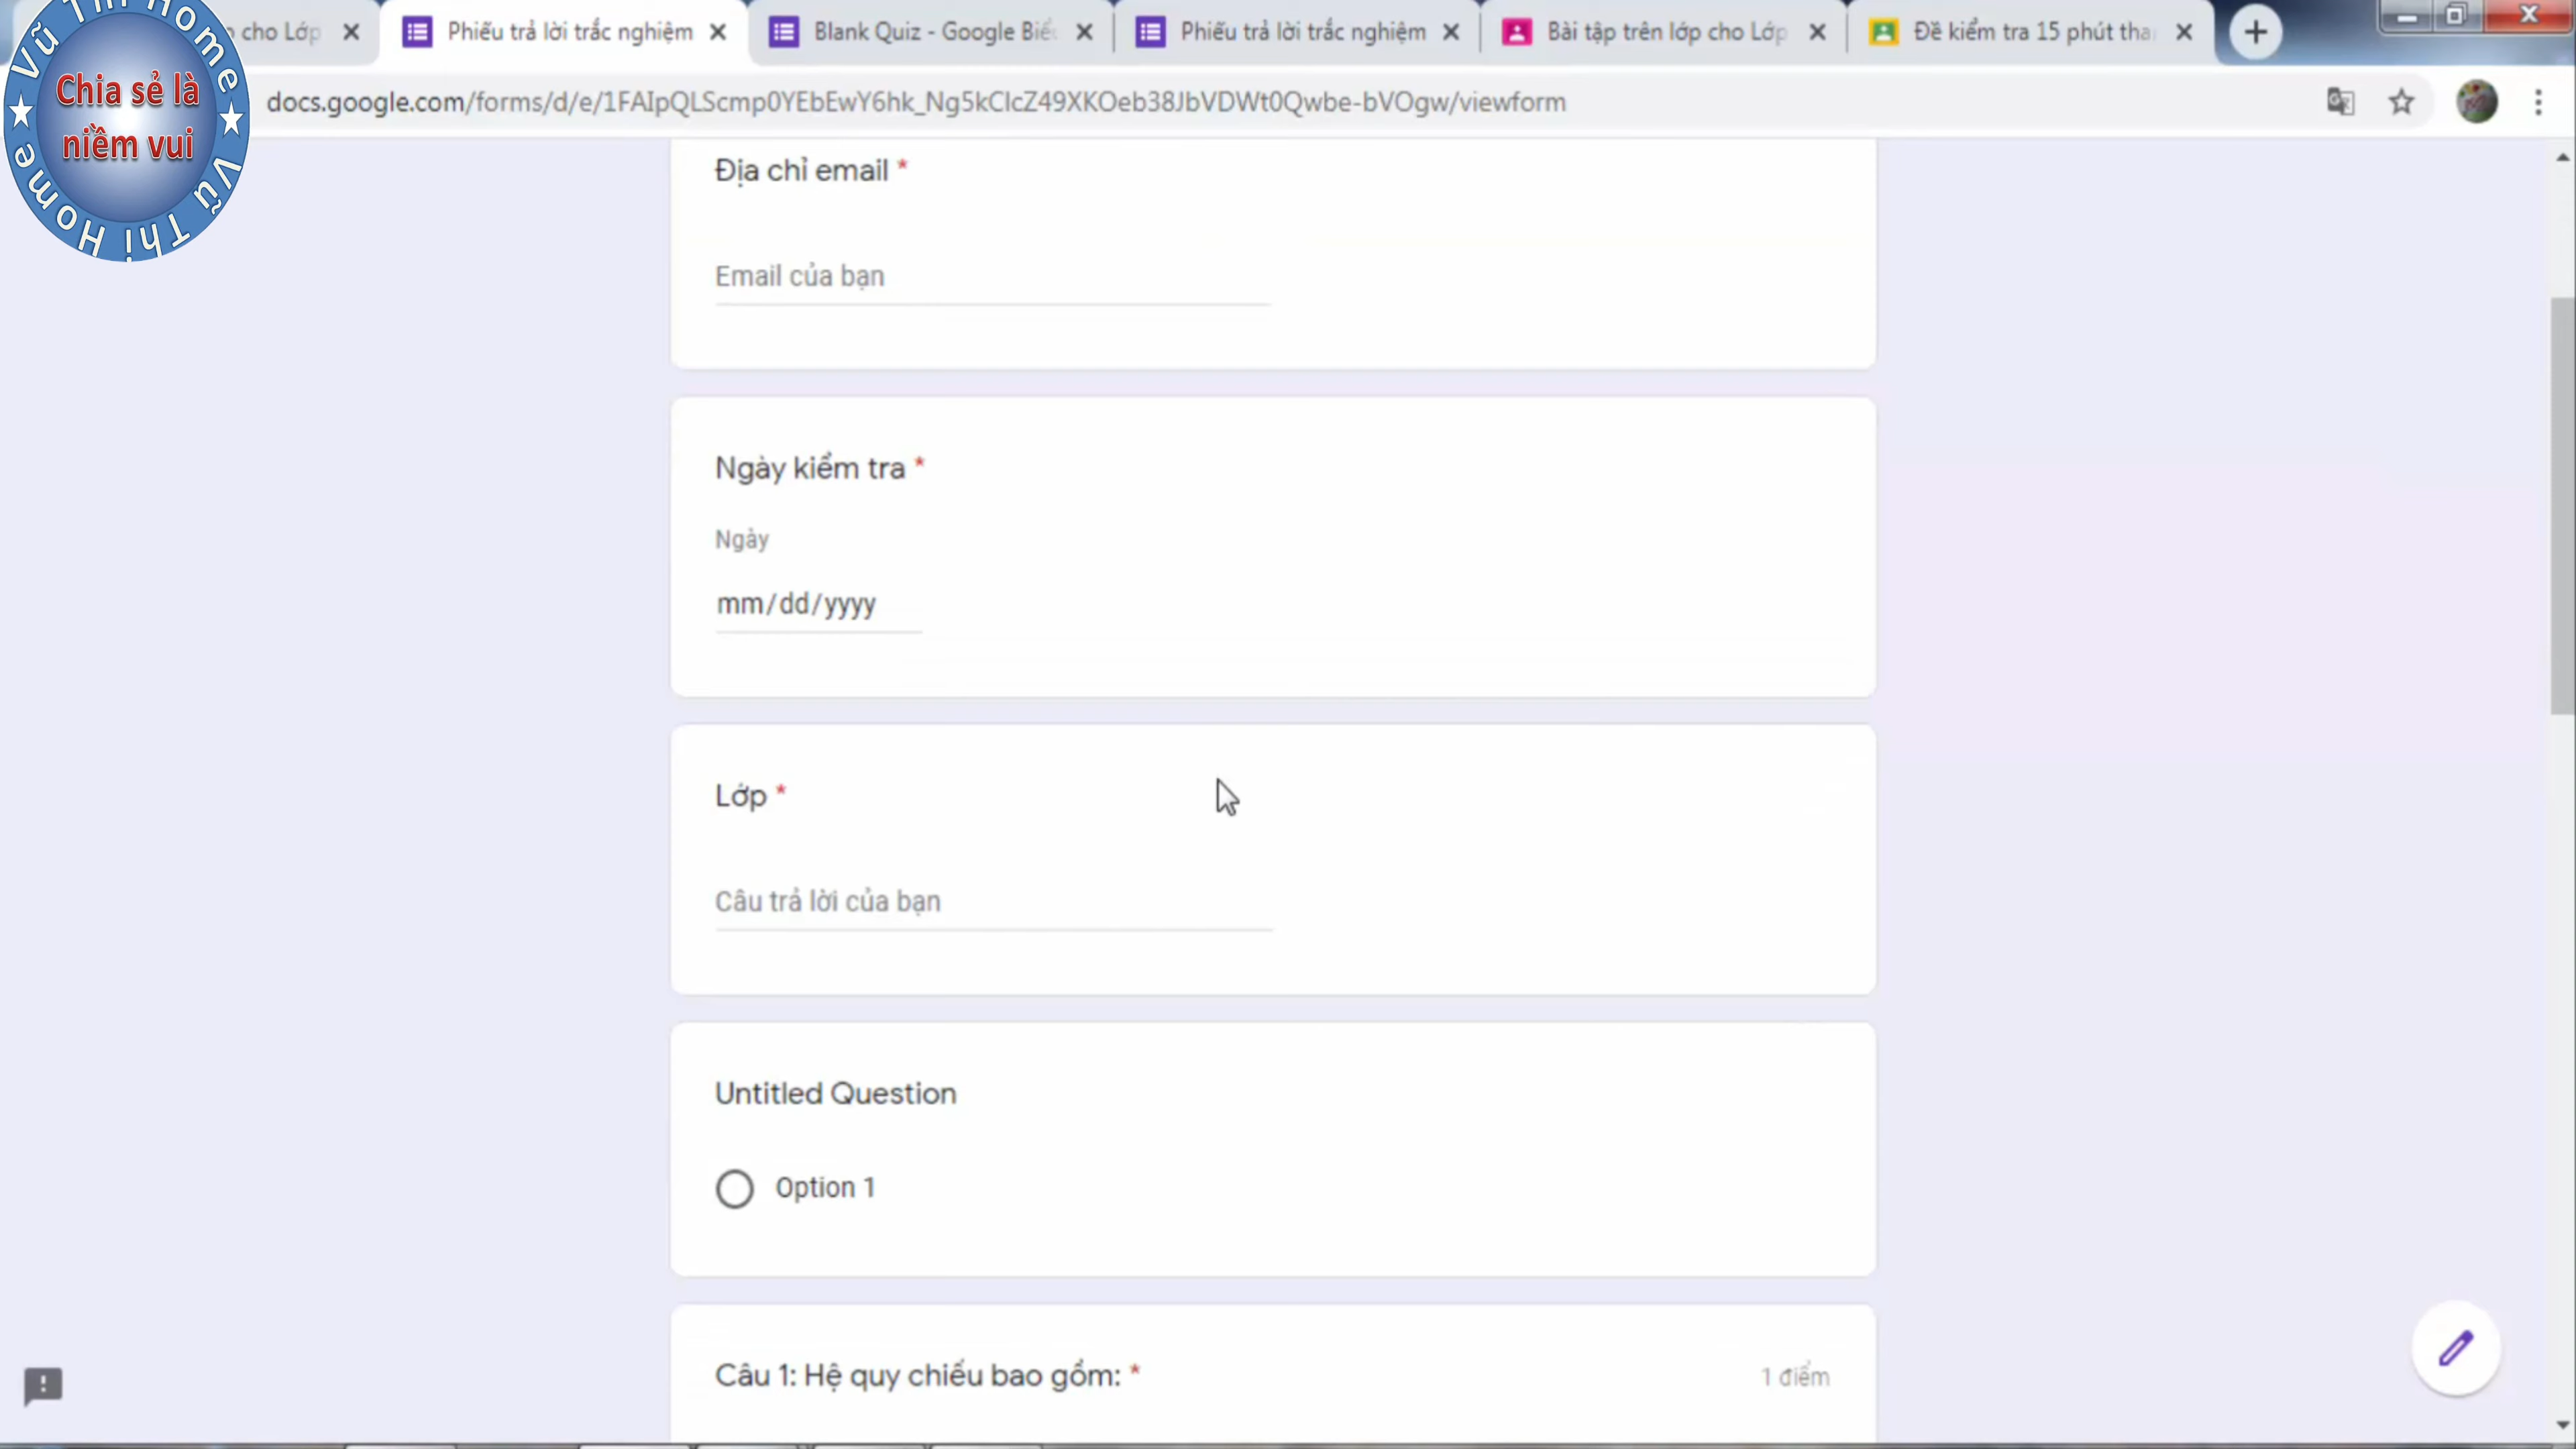 cho Lớp
Phiếu trả lời trắc nghiệm
Blank Quiz - Google Biể
Phiếu trả lời trắc nghiệm
Bài tập trên lớp cho Lớp
Đề kiểm tra 15 phút tha
docs.google.com/forms/d/e/1FAIpQLScmp0YEbEwY6hk_Ng5kClcZ49XKOeb38JbVDWt0Qwbe-bVOgw/viewform
Vũ Thi Home
Chia sẻ là
niềm vui
Vũ Thi Home
Địa chỉ email *
Email của bạn
Ngày kiểm tra *
Ngày
mm/dd/yyyy
Lớp *
Câu trả lời của bạn
Untitled Question
Option 1
Câu 1: Hệ quy chiếu bao gồm: *
1 điểm